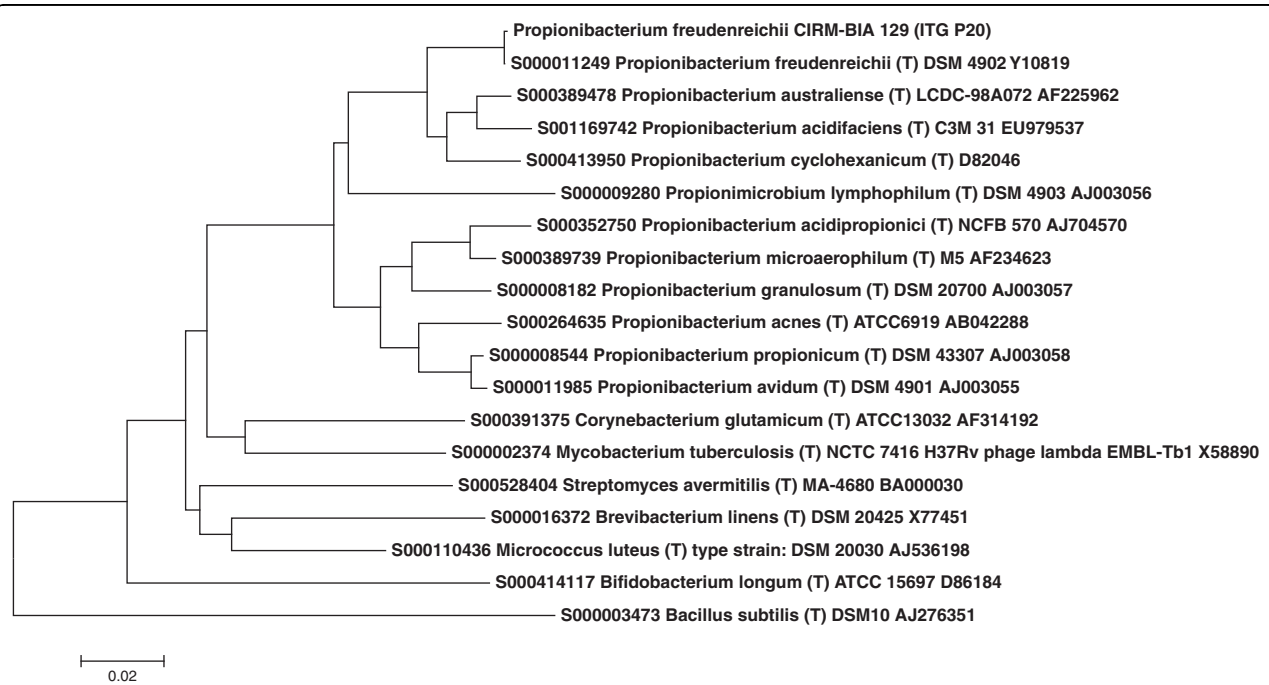 Propionibacterium freudenreichii CIRM-BIA 129 (ITG P20)
S000011249 Propionibacterium freudenreichii (T) DSM 4902 Y10819
S000389478 Propionibacterium australiense (T) LCDC-98A072 AF225962
S001169742 Propionibacterium acidifaciens (T) C3M 31 EU979537
S000413950 Propionibacterium cyclohexanicum (T) D82046
S000009280 Propionimicrobium lymphophilum (T) DSM 4903 AJ003056
S000352750 Propionibacterium acidipropionici (T) NCFB 570 AJ704570
S000389739 Propionibacterium microaerophilum (T) M5 AF234623
S000008182 Propionibacterium granulosum (T) DSM 20700 AJ003057
S000264635 Propionibacterium acnes (T) ATCC6919 AB042288
S000008544 Propionibacterium propionicum (T) DSM 43307 AJ003058
S000011985 Propionibacterium avidum (T) DSM 4901 AJ003055
S000391375 Corynebacterium glutamicum (T) ATCC13032 AF314192
S000002374 Mycobacterium tuberculosis (T) NCTC 7416 H37Rv phage lambda EMBL-Tb1 X58890
S000528404 Streptomyces avermitilis (T) MA-4680 BA000030
S000016372 Brevibacterium linens (T) DSM 20425 X77451
S000110436 Micrococcus luteus (T) type strain: DSM 20030 AJ536198
S000414117 Bifidobacterium longum (T) ATCC 15697 D86184
S000003473 Bacillus subtilis (T) DSM10 AJ276351
0.02